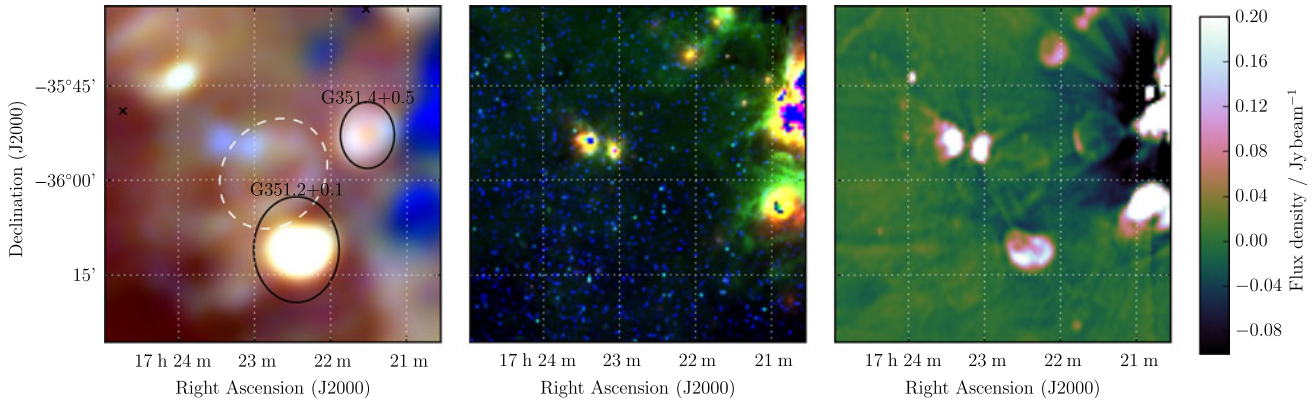 −35°45'
−36°00'
15'
Declination (J2000)
G351.4+0.5
G351.2+0.1
17 h 24 m 23 m 22 m 21 m
Right Ascension (J2000)
17 h 24 m 23 m 22 m 21 m
Right Ascension (J2000)
17 h 24 m 23 m 22 m 21 m
Right Ascension (J2000)
0.20
0.16
0.12
0.08
0.04
0.00
−0.04
−0.08
Flux density / Jy beam⁻¹